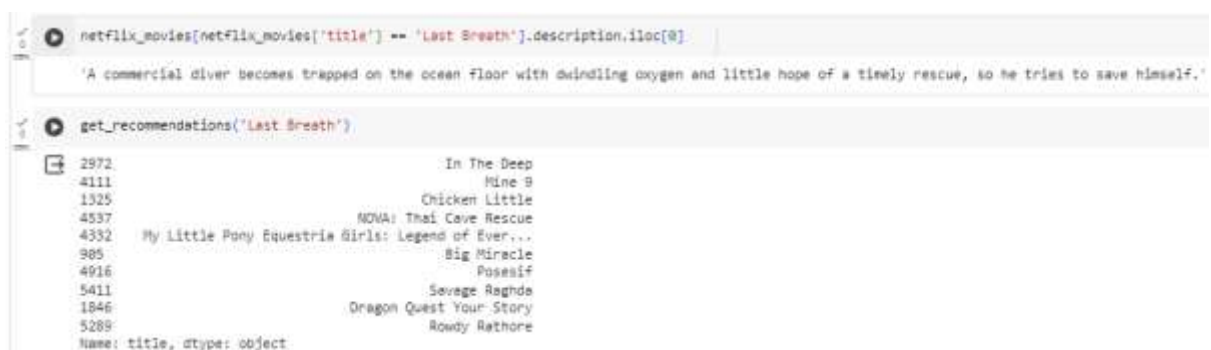 netflix_movies[netflix_movies['title'] == 'Last Breath'].description.iloc[0]
'A commercial diver becomes trapped on the ocean floor with dwindling oxygen and little hope of a timely rescue, so he tries to save himself.'
get_recommendations('Last Breath')
2972 In The Deep
4111 Mine 9
1325 Chicken Little
4537 NOVA: Thai Cave Rescue
4332 My Little Pony Equestria Girls: Legend of Ever...
905 Big Miracle
4916 Posesif
5411 Savage Raghda
1846 Dragon Quest Your Story
5289 Rowdy Rathore
Name: title, dtype: object